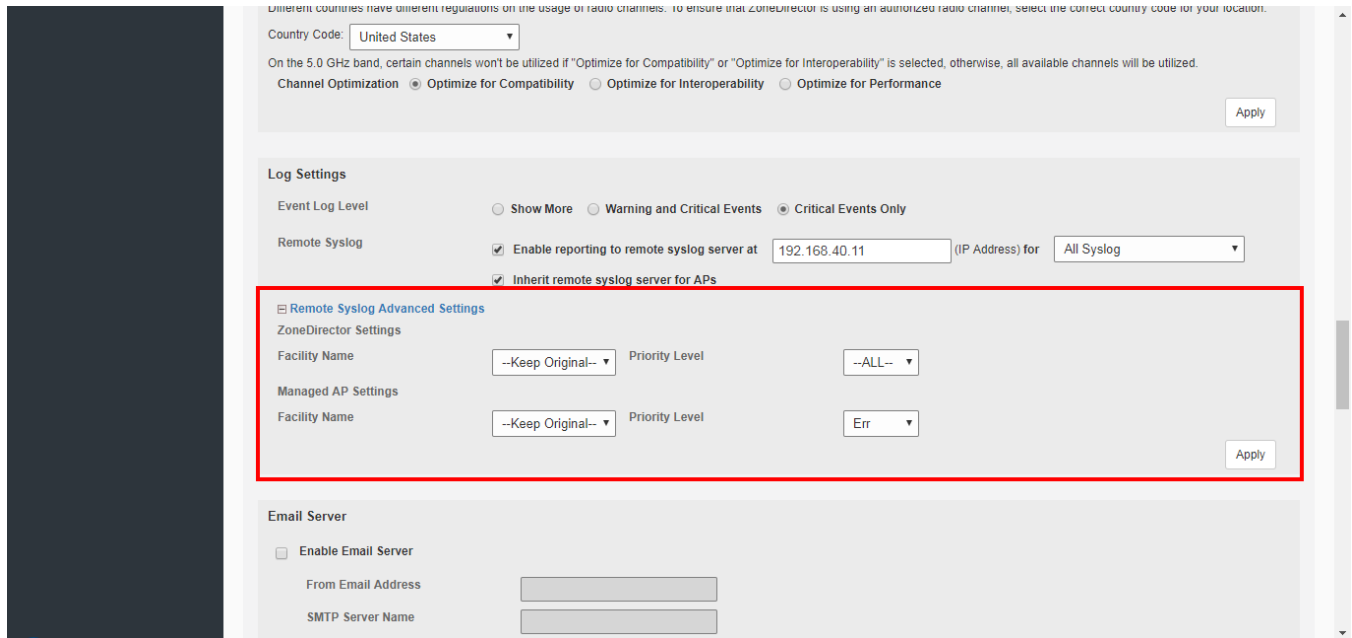 Different countries have different regulations on the usage of radio channels. To ensure that ZoneDirector is using an authorized radio channel, select the correct country code for your location.
Country Code: United States
On the 5.0 GHz band, certain channels won't be utilized if "Optimize for Compatibility" or "Optimize for Interoperability" is selected, otherwise, all available channels will be utilized.
Channel Optimization Optimize for Compatibility Optimize for Interoperability Optimize for Performance
Apply
Log Settings
Event Log Level Show More Warning and Critical Events Critical Events Only
Remote Syslog Enable reporting to remote syslog server at 192.168.40.11 (IP Address) for All Syslog
Inherit remote syslog server for APs
Remote Syslog Advanced Settings
ZoneDirector Settings
Facility Name --Keep Original-- Priority Level --ALL--
Managed AP Settings
Facility Name --Keep Original-- Priority Level Err
Apply
Email Server
Enable Email Server
From Email Address
SMTP Server Name